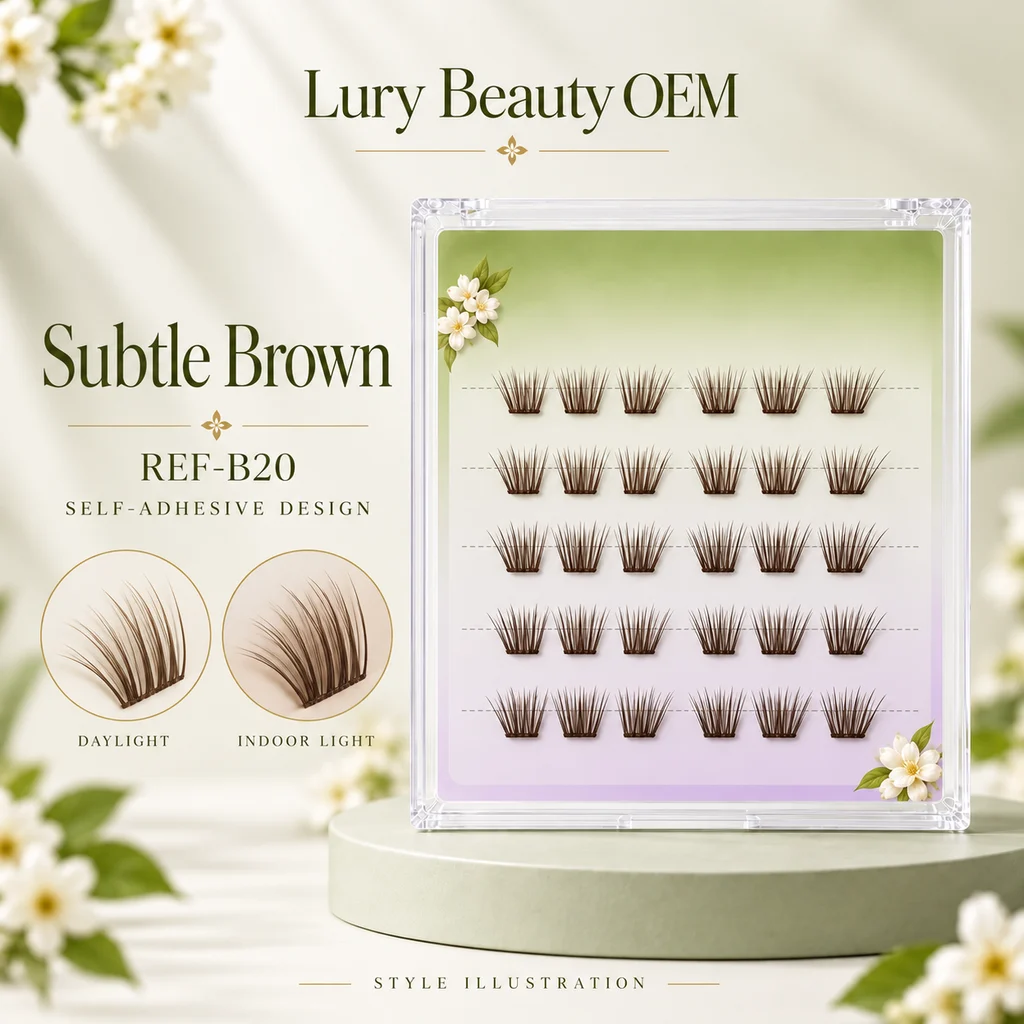 Lury Beauty OEM
Subtle Brown
REF-B20
SELF-ADHESIVE DESIGN
DAYLIGHT
INDOOR LIGHT
STYLE ILLUSTRATION